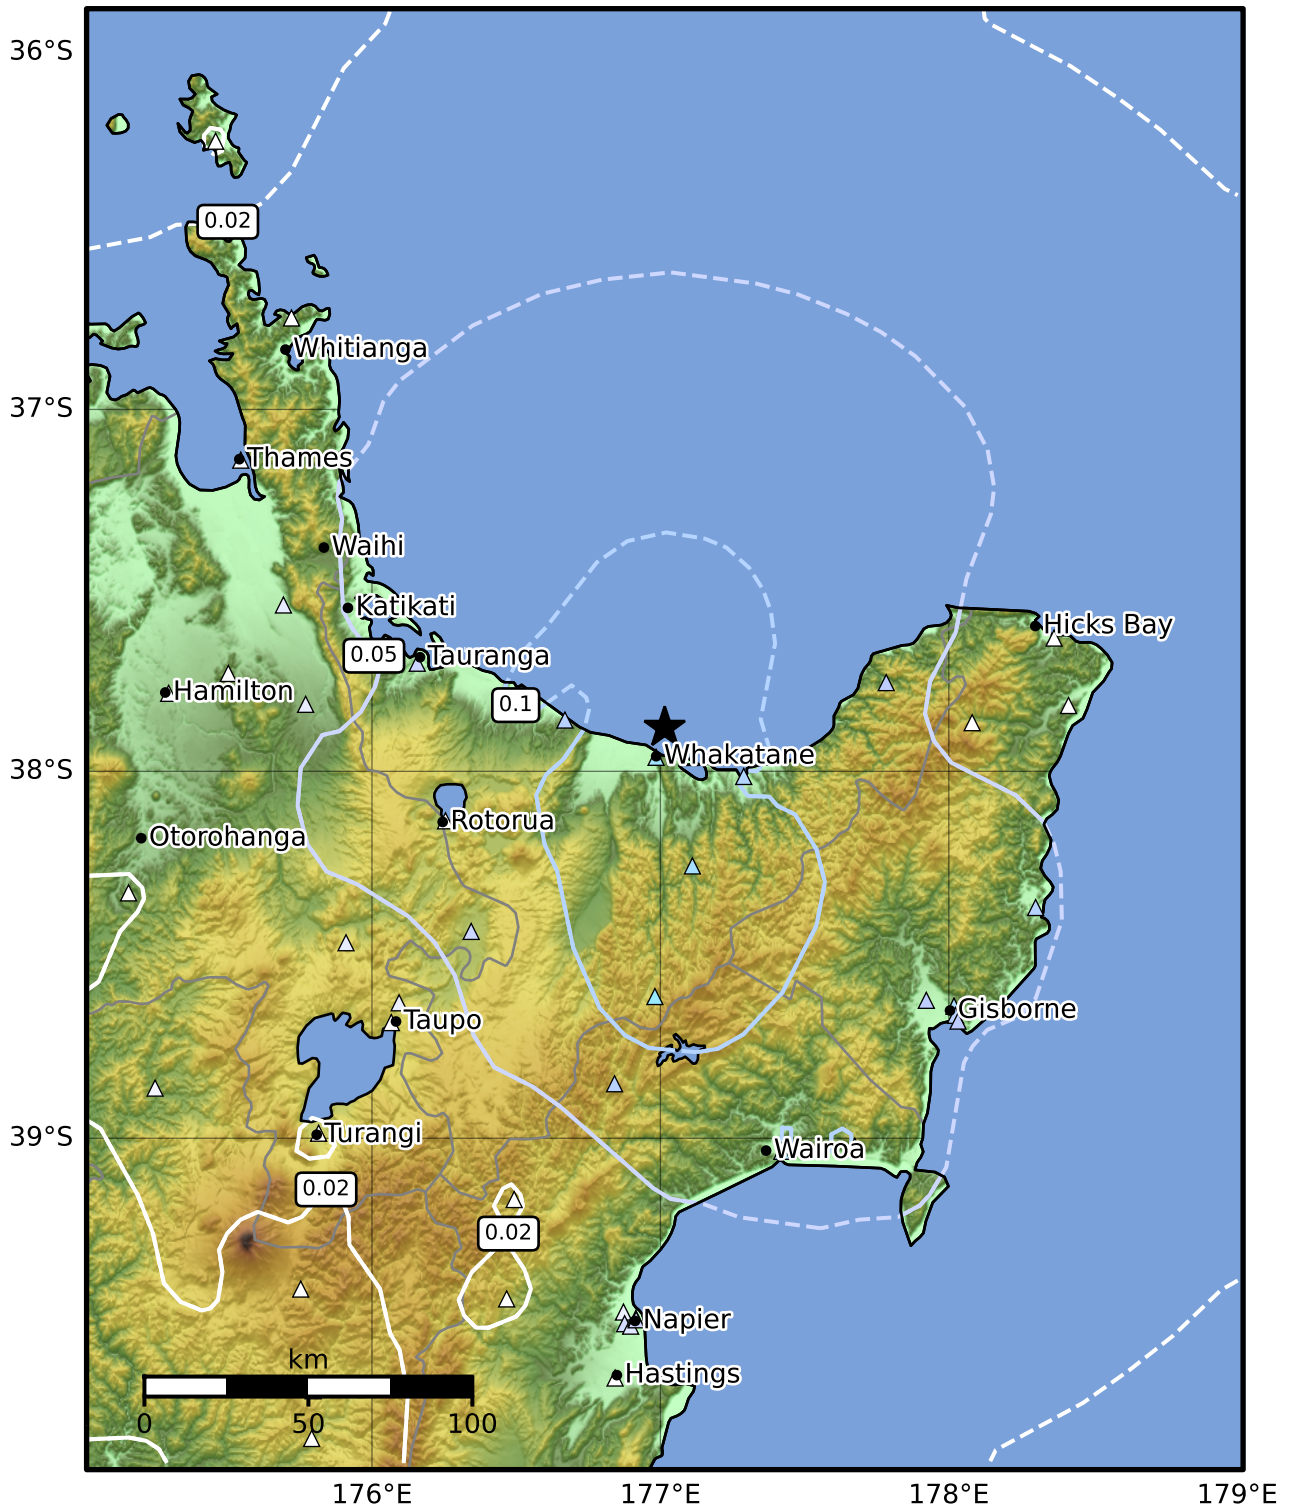 36°S
0.02
Whitianga
37°S
Thames
Waihi
Katikati
Hicks Bay
0.05
Tauranga
Hamilton
0.1
Whakatane
38°S
Rotorua
Otorohanga
Gisborne
Taupo
39°S
Turangi
Wairoa
0.02
0.02
Napier
km
Hastings
0
50
100
176°E
177°E
178°E
179°E